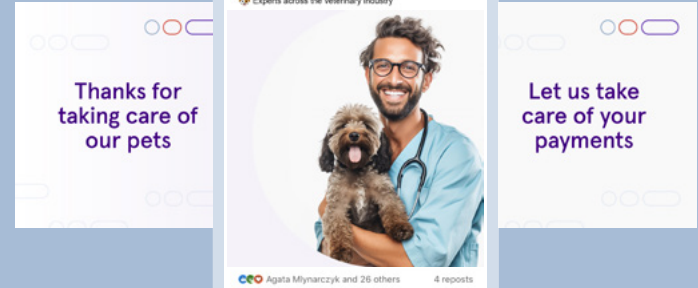 Experts across the veterinary industry
Thanks for
taking care of
our pets
Let us take
care of your
payments
Agata Mlynarczyk and 26 others
4 reposts